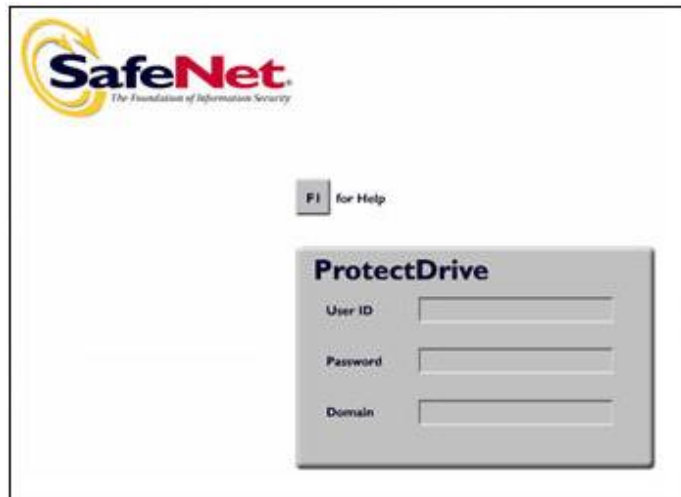 SafeNet.
The Foundation of Information Security
F1 for Help
ProtectDrive
User ID
Password
Domain